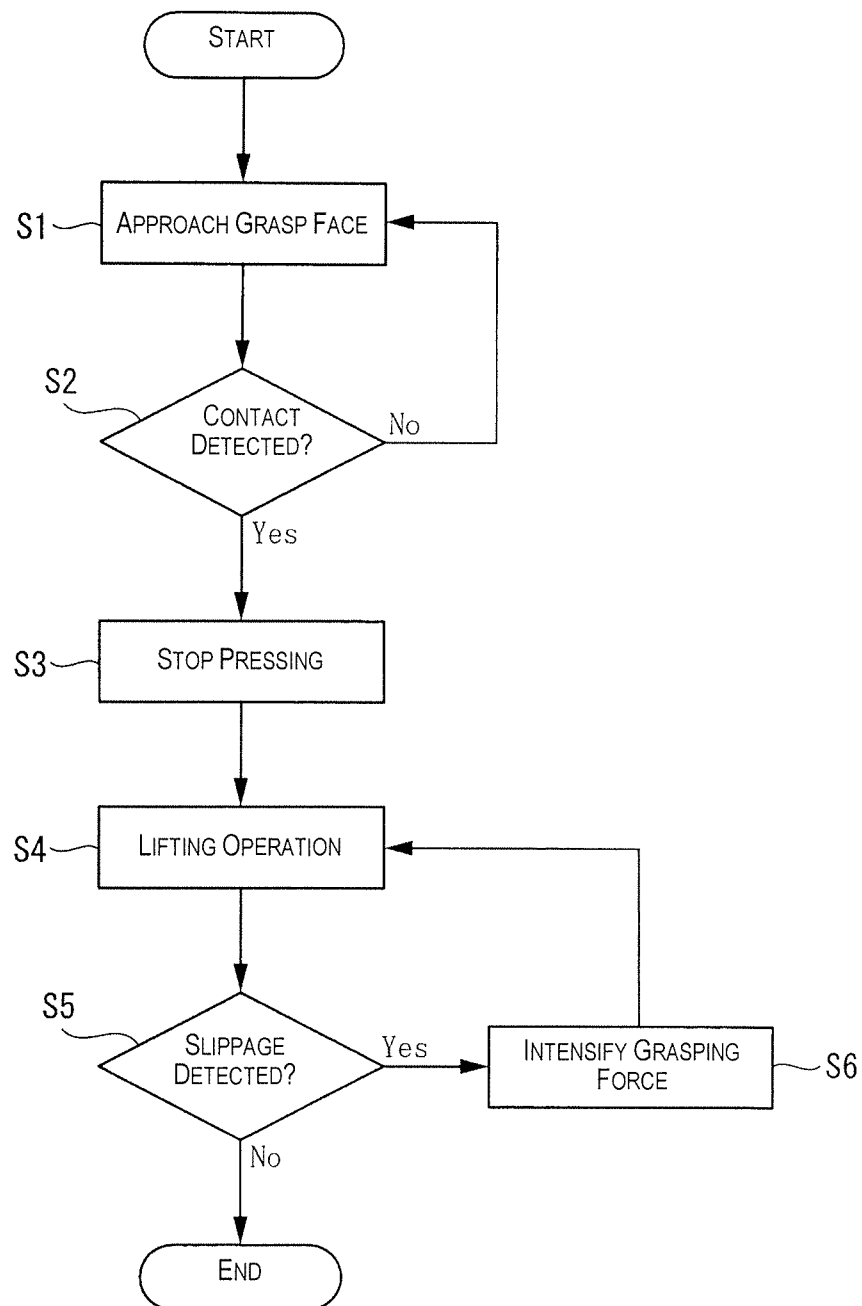 START
S1
APPROACH GRASP FACE
S2
CONTACT
DETECTED?
No
Yes
S3
STOP PRESSING
S4
LIFTING OPERATION
S5
SLIPPAGE
DETECTED?
Yes
INTENSIFY GRASPING
FORCE
S6
No
END